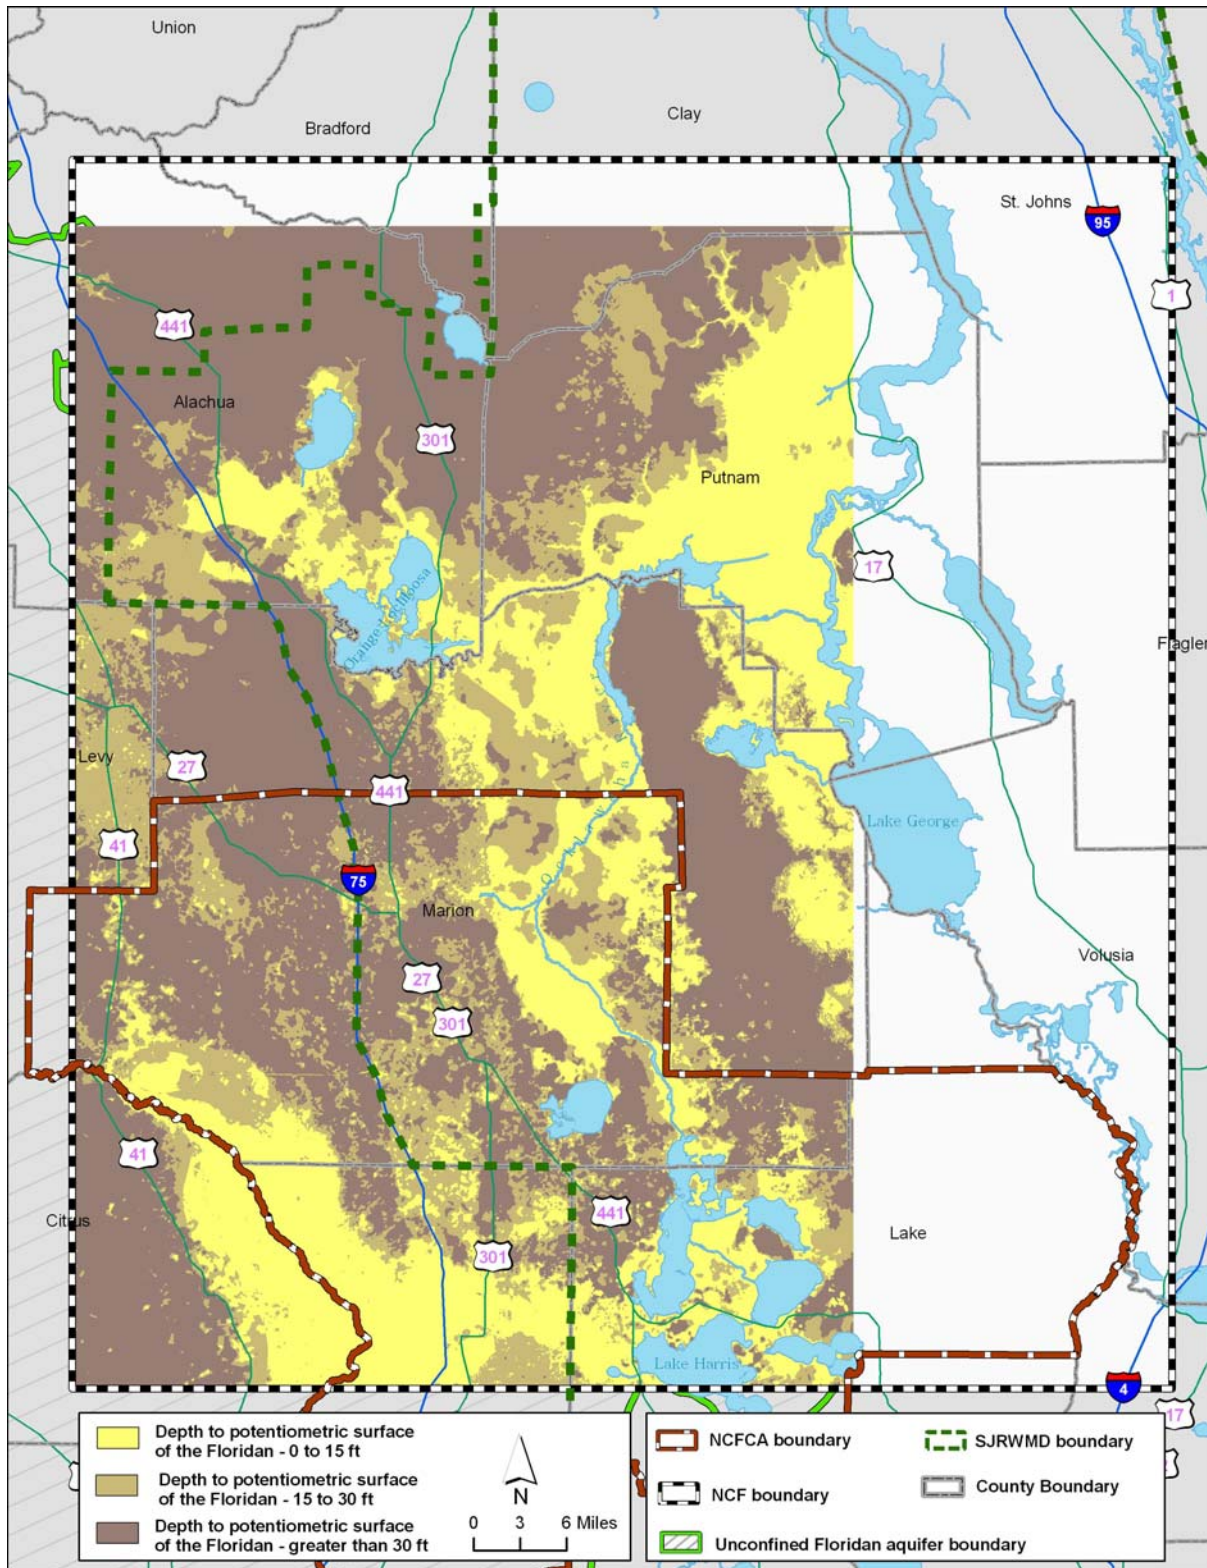 Union
Bradford
Clay
St. Johns
95
1
441
Alachua
301
Putnam
17
Orange-Lochloosa
Flagler
Levy
27
441
Lake George
41
Ocklawaha River
75
Marion
Volusia
27
301
41
Citrus
441
Lake
301
Lake Harris
4
17
Depth to potentiometric surface
of the Floridan - 0 to 15 ft
Depth to potentiometric surface
of the Floridan - 15 to 30 ft
Depth to potentiometric surface
of the Floridan - greater than 30 ft
N
0 3 6 Miles
NCFCA boundary
SJRWMD boundary
NCF boundary
County Boundary
Unconfined Floridan aquifer boundary